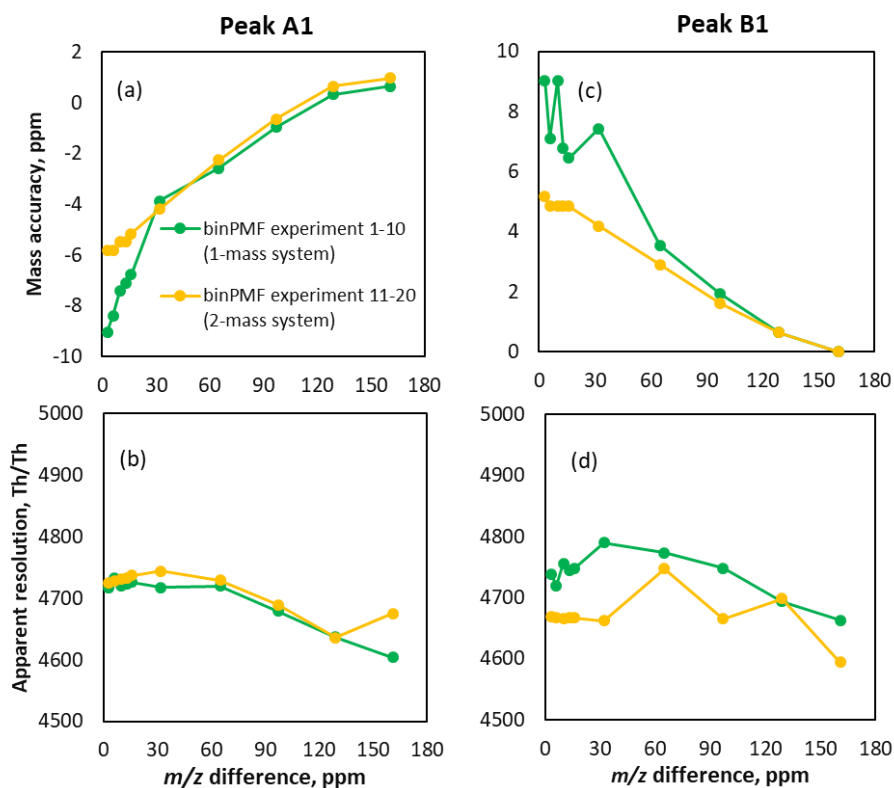 Peak A1
Peak B1
Mass accuracy, ppm
2
0
-2
-4
-6
-8
-10
(a)
binPMF experiment 1-10
(1-mass system)
binPMF experiment 11-20
(2-mass system)
0 30 60 90 120 150 180
10
8
6
4
2
0
(c)
0 30 60 90 120 150 180
Apparent resolution, Th/Th
5000
4900
4800
4700
4600
4500
(b)
0 30 60 90 120 150 180
m/z difference, ppm
5000
4900
4800
4700
4600
4500
(d)
0 30 60 90 120 150 180
m/z difference, ppm